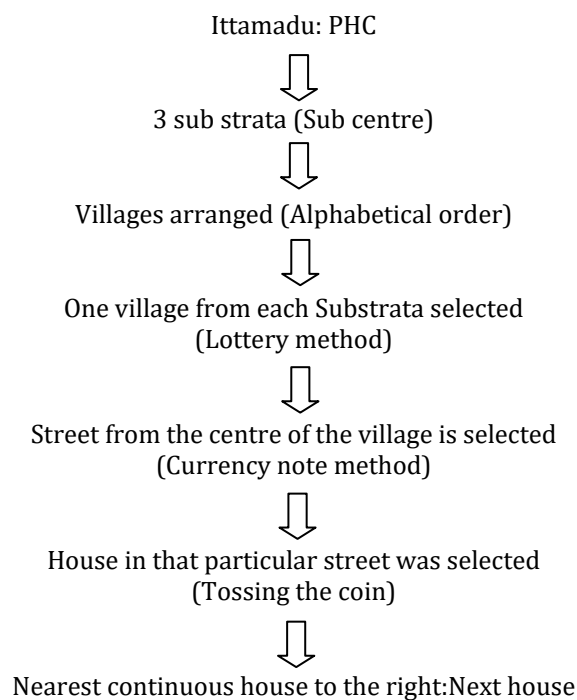 Ittamadu: PHC
3 sub strata (Sub centre)
Villages arranged (Alphabetical order)
One village from each Substrata selected
(Lottery method)
Street from the centre of the village is selected
(Currency note method)
House in that particular street was selected
(Tossing the coin)
Nearest continuous house to the right:Next house